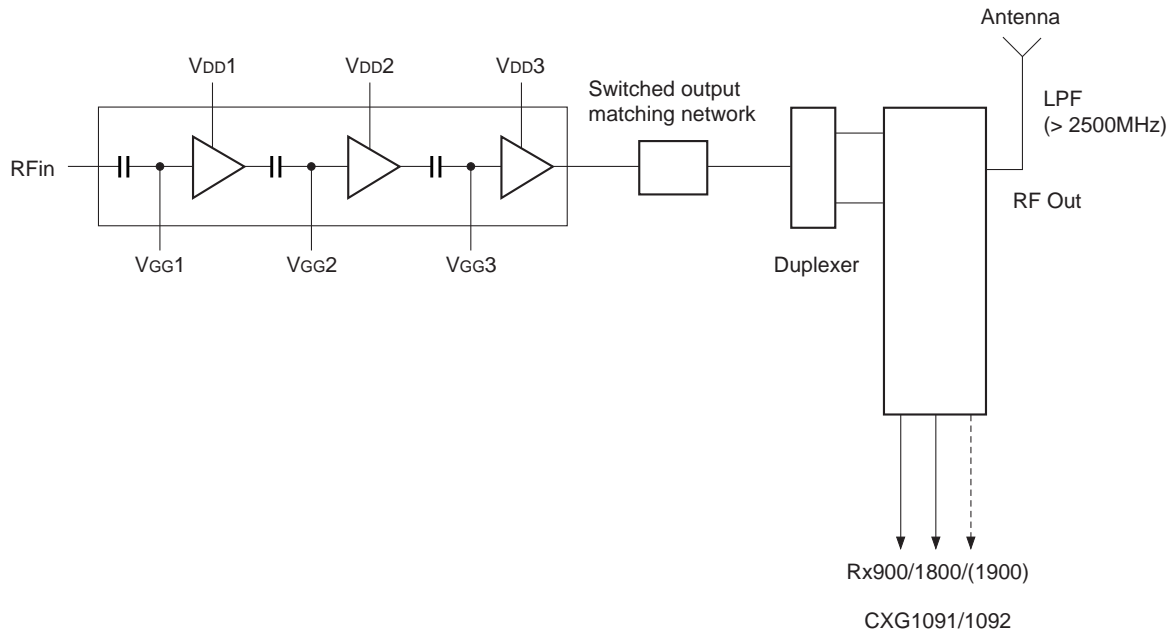 Antenna
VDD1
VDD2
VDD3
Switched output
matching network
LPF
(> 2500MHz)
RFin
RF Out
VGG1
VGG2
VGG3
Duplexer
Rx900/1800/(1900)
CXG1091/1092